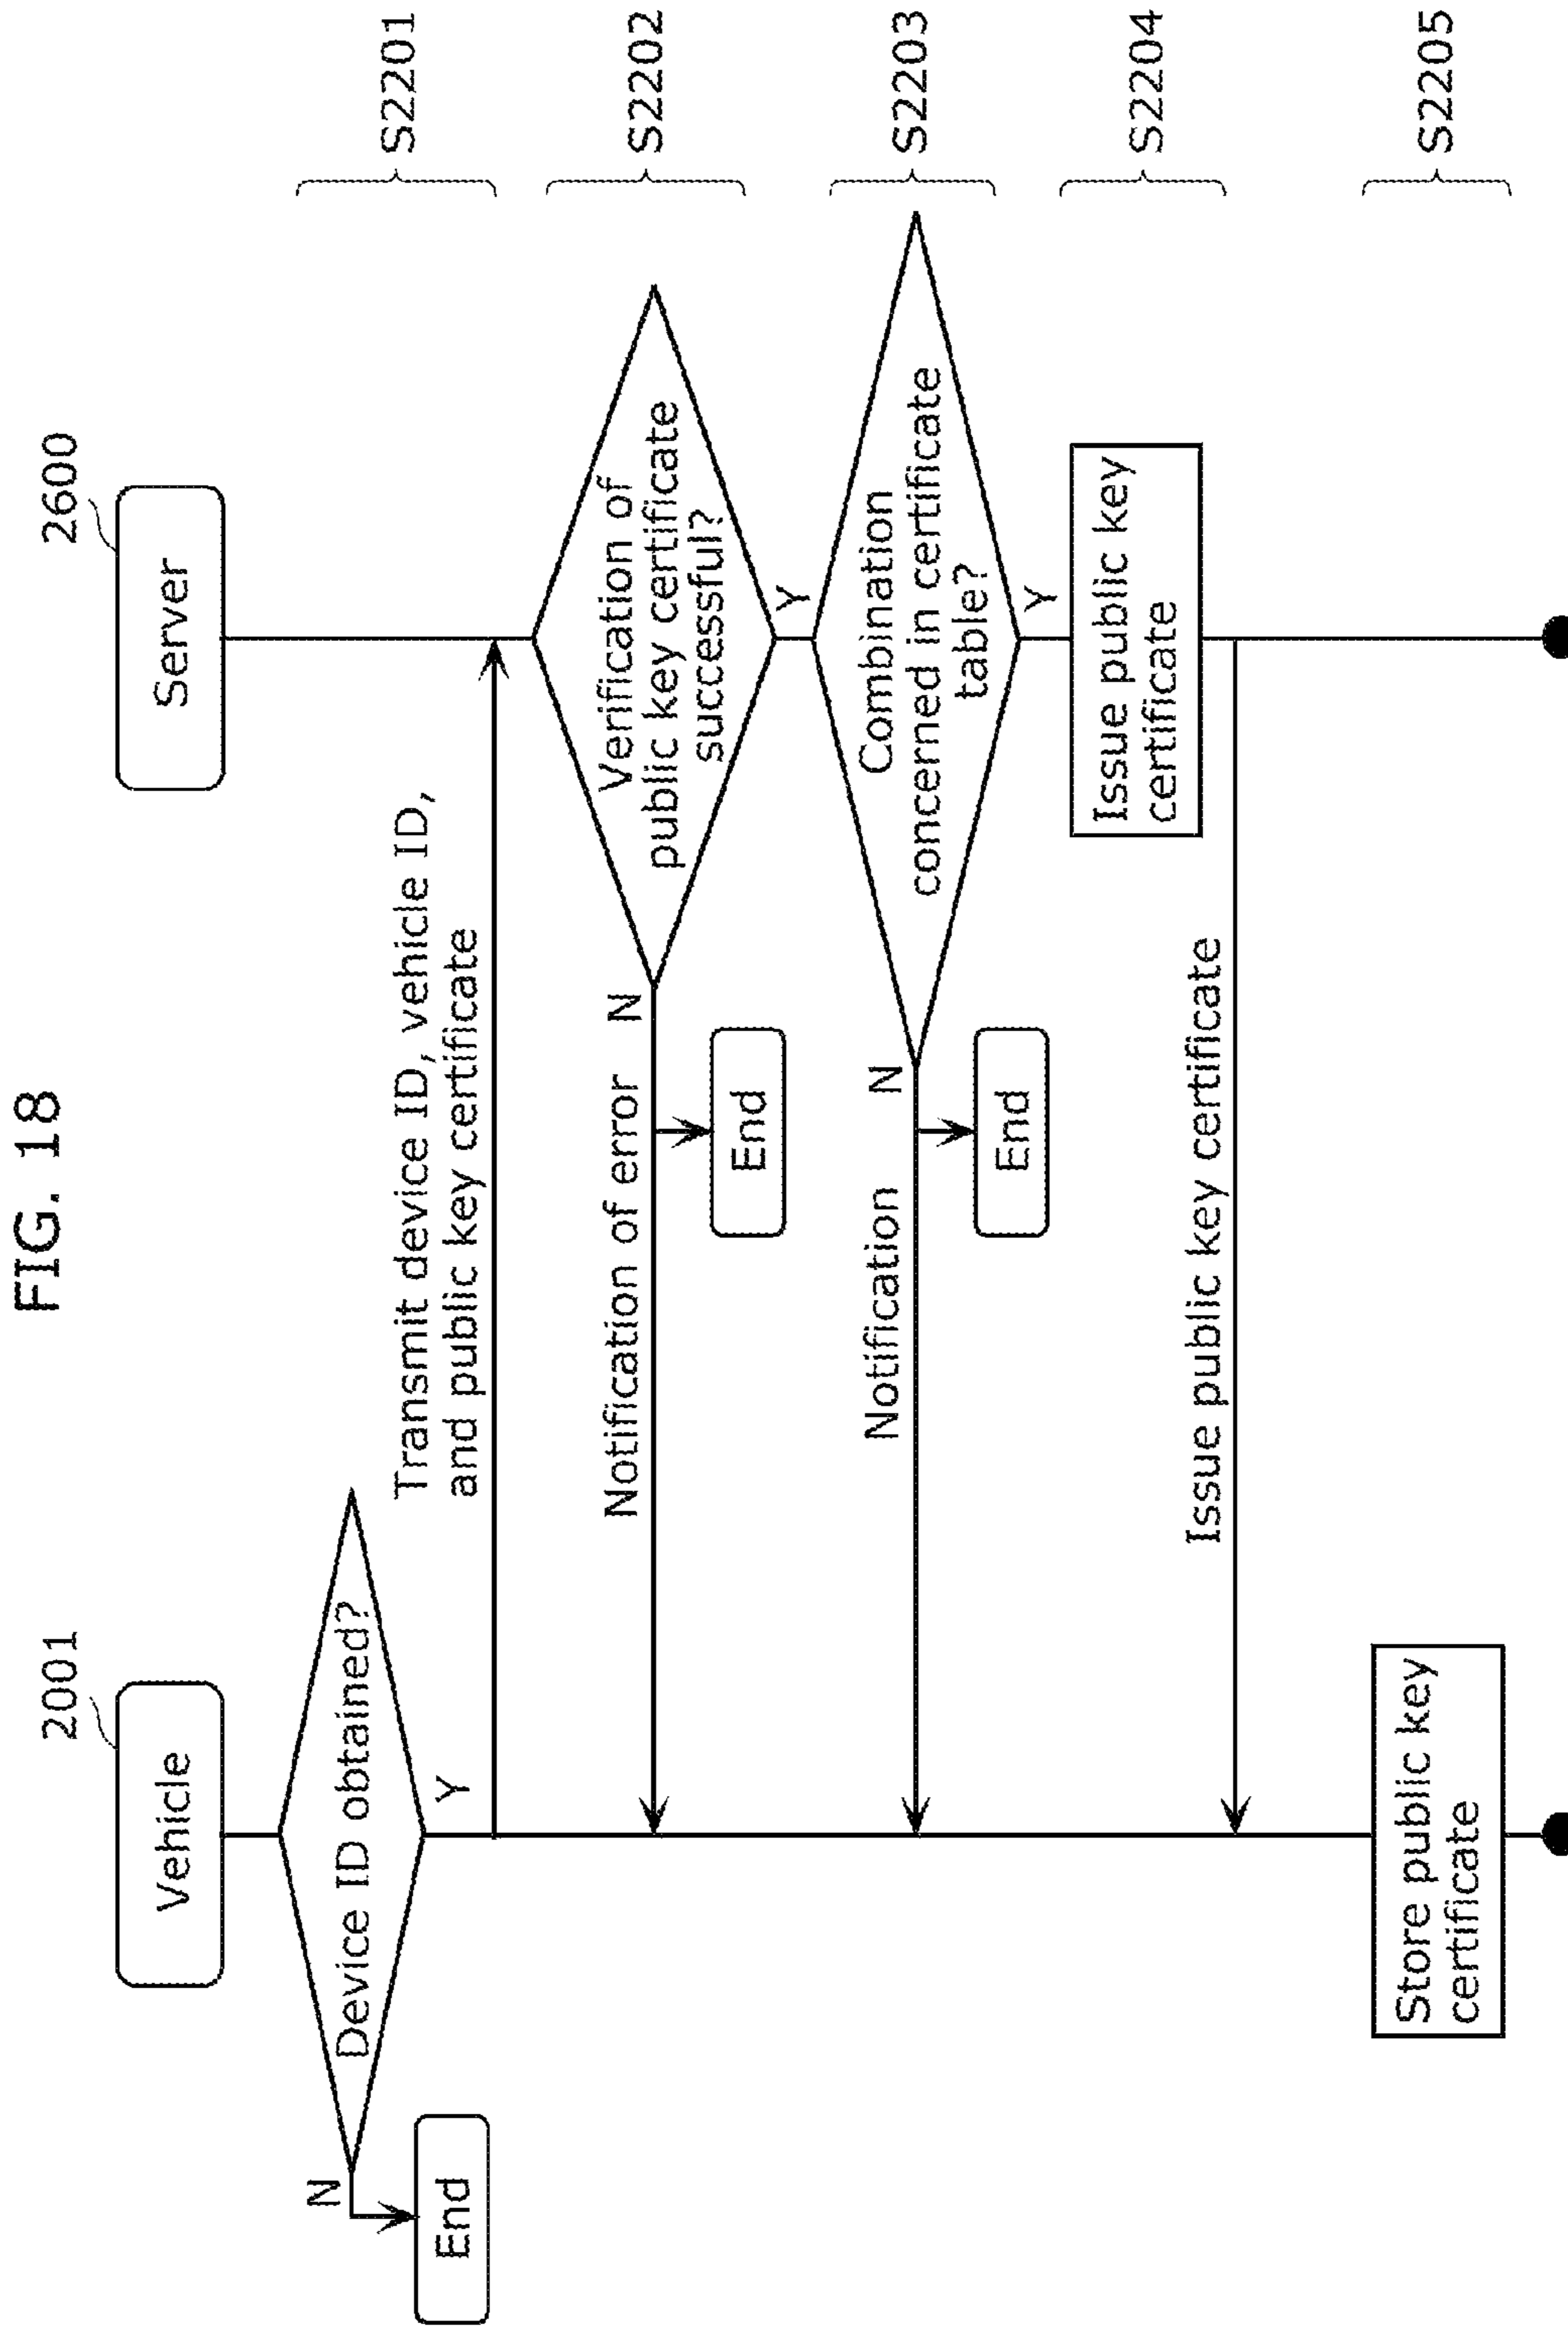 FIG. 18
2001
Vehicle
2600
Server
Device ID obtained?
N
End
Y
Transmit device ID, vehicle ID,
and public key certificate
S2201
Verification of
public key certificate
successful?
N
Notification of error
End
Y
S2202
Combination
concerned in certificate
table?
N
Notification
End
Y
S2203
Issue public key
certificate
Issue public key certificate
S2204
Store public key
certificate
S2205